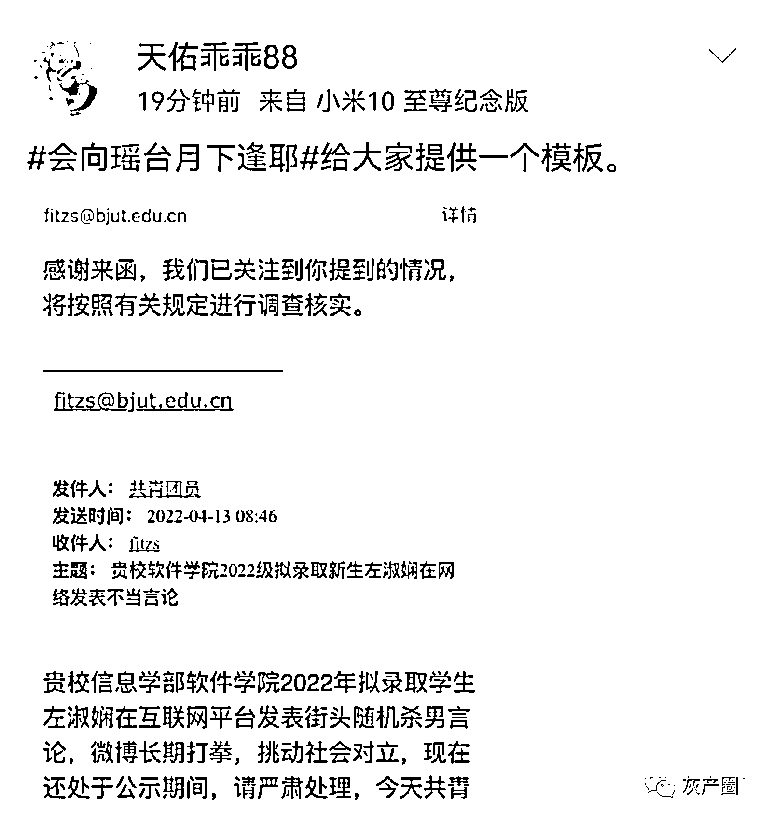 天佑乖乖88
19分钟前 来自 小米10 至尊纪念版
#会向瑶台月下逢耶#给大家提供一个模板。
fitzs@bjut.edu.cn 详情
感谢来函，我们已关注到你提到的情况，
将按照有关规定进行调查核实。
fitzs@bjut.edu.cn
发件人： 共青团员
发送时间： 2022-04-13 08:46
收件人： fitzs
主题： 贵校软件学院2022级拟录取新生左淑娴在网
络发表不当言论
贵校信息学部软件学院2022年拟录取学生
左淑娴在互联网平台发表街头随机杀男言
论，微博长期打拳，挑动社会对立，现在
还处于公示期间，请严肃处理，今天共青
灰产圈